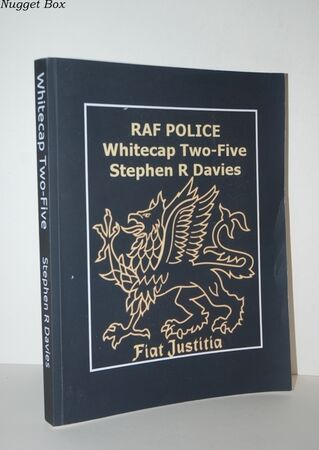 Nugget Box
Whitecap Two-Five
Stephen R Davies
RAF POLICE
Whitecap Two-Five
Stephen R Davies
Fiat Justitia